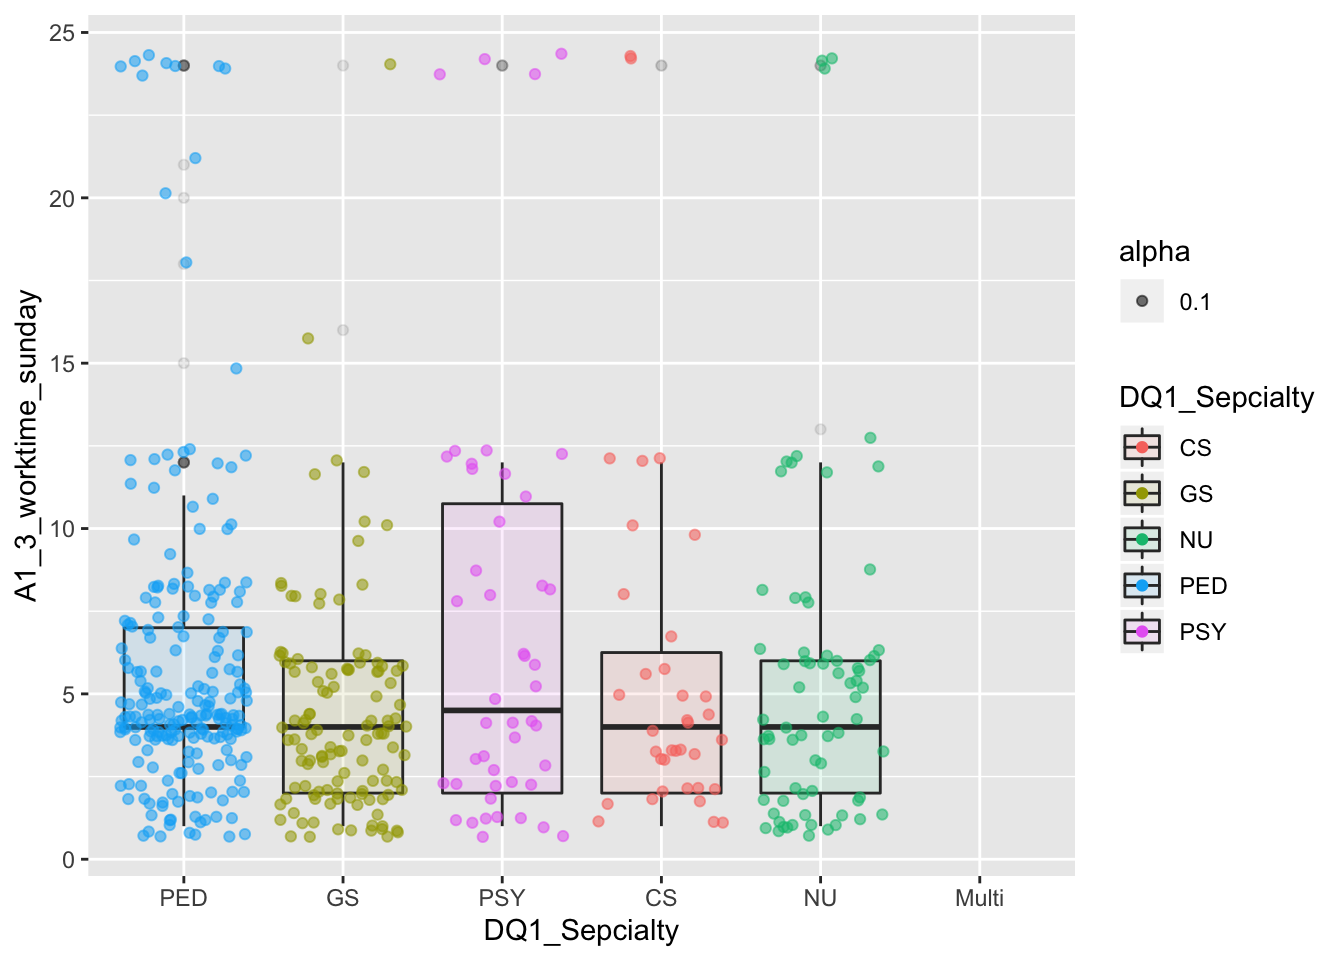 25
20
15
10
5
0
A1_3_worktime_sunday
PED GS PSY CS NU Multi
DQ1_Sepcialty
alpha
0.1
DQ1_Sepcialty
CS
GS
NU
PED
PSY